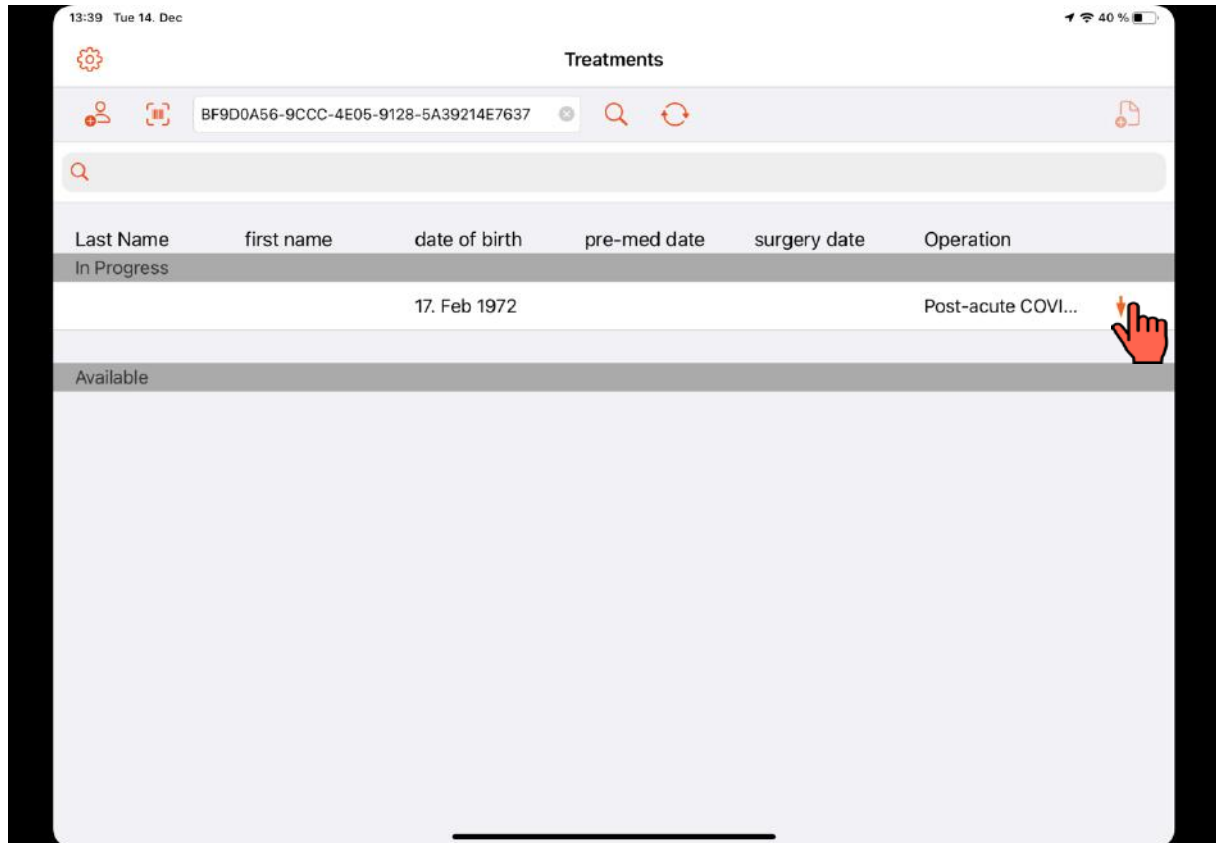 13:39 Tue 14. Dec 40 %
Treatments
BF9D0A56-9CCC-4E05-9128-5A39214E7637
Last Name first name date of birth pre-med date surgery date Operation
In Progress
17. Feb 1972 Post-acute COVI...
Available